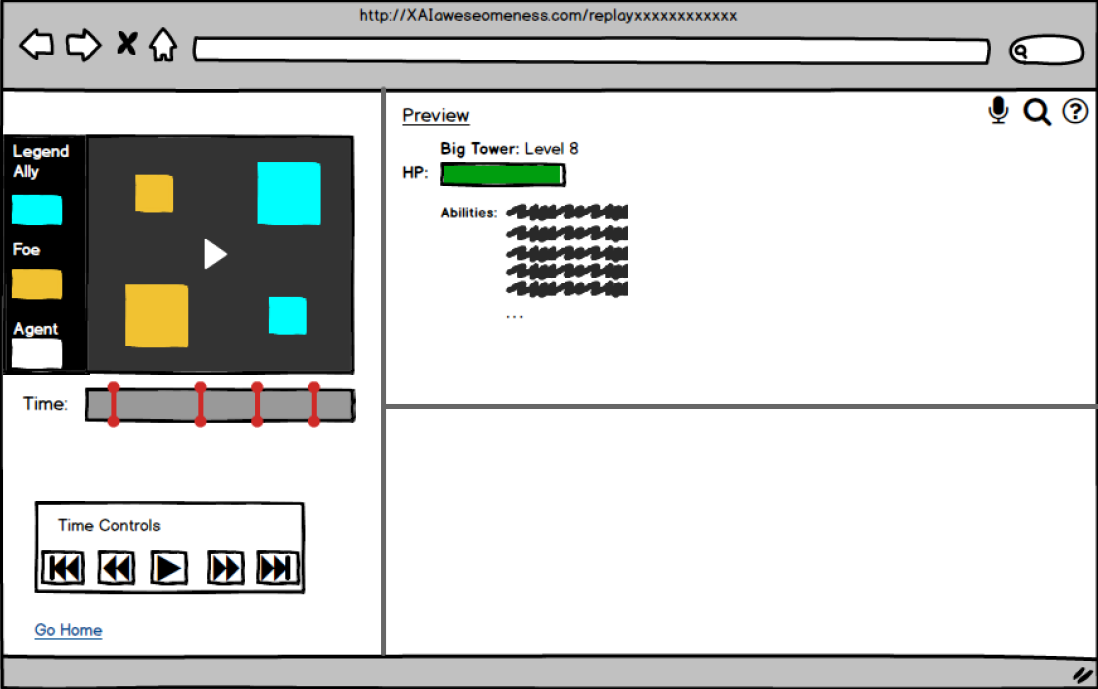 http://XAIaweseomeness.com/replayxxxxxxxxxxxx
Legend
Ally
Foe
Agent
Time:
Time Controls
Go Home
Preview
Big Tower: Level 8
HP:
Abilities:
...